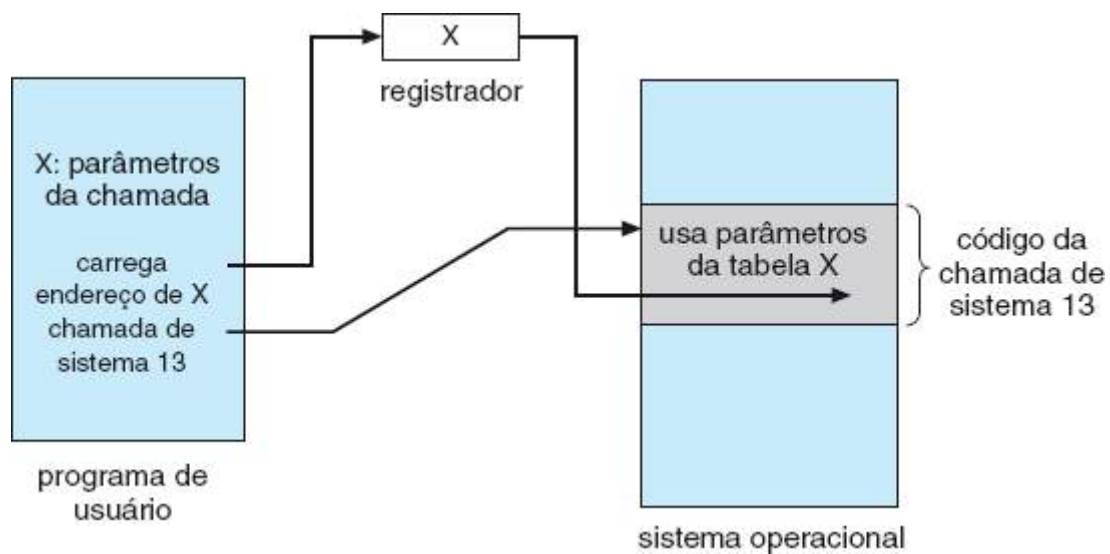 X
registrador
X: parâmetros
da chamada
carrega
endereço de X
chamada de
sistema 13
programa de
usuário
usa parâmetros
da tabela X
código da
chamada de
sistema 13
sistema operacional